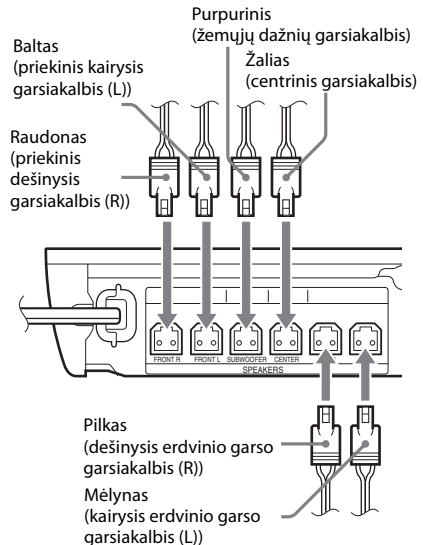 Purpurinis
(žemųjų dažnių garsiakalbis)
Baltas
(priekinis kairysis
garsiakalbis (L))
Žalias
(centrinis garsiakalbis)
Raudonas
(priekinis
dešinysis
garsiakalbis (R))
FRONT R FRONT L SUBWOOFER CENTER
SPEAKERS
Pilkas
(dešinysis erdvinio garso
garsiakalbis (R))
Mėlynas
(kairysis erdvinio garso
garsiakalbis (L))